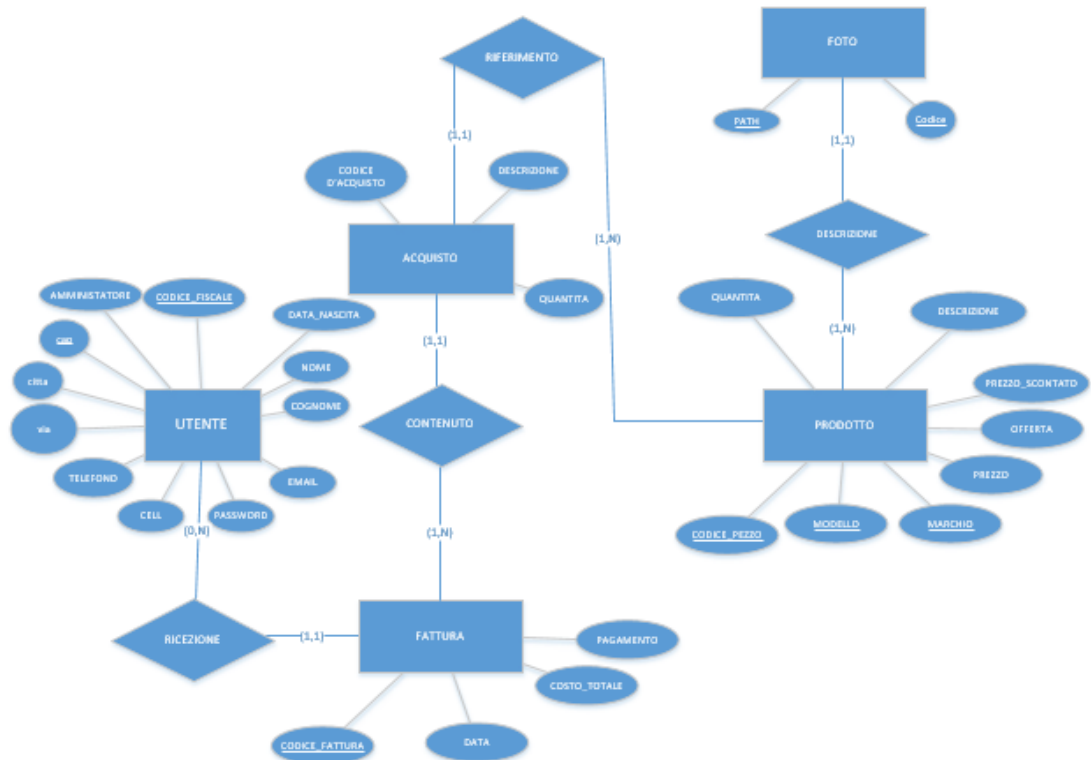 FOTO
RIFERIMENTO
PATH
Codice
(1,1)
(1,1)
CODICE
D'ACQUISTO
DESCRIZIONE
DESCRIZIONE
(1,N)
ACQUISTO
AMMINISTATORE
CODICE_FISCALE
QUANTITA
QUANTITA
DESCRIZIONE
DATA_NASCITA
(1,N)
cap
(1,1)
NOME
citta
PREZZO_SCONTATO
COGNOME
UTENTE
CONTENUTO
PRODOTTO
via
OFFERTA
TELEFONO
EMAIL
PREZZO
CELL
PASSWORD
(0,N)
(1,N)
CODICE_PEZZO
MODELLO
MARCHIO
RICEZIONE
(1,1)
FATTURA
PAGAMENTO
COSTO_TOTALE
CODICE_FATTURA
DATA